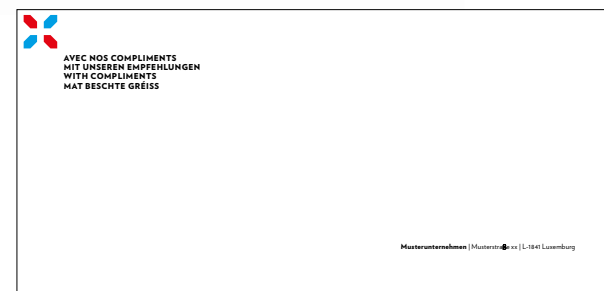 AVEC NOS COMPLIMENTS
MIT UNSEREN EMPFEHLUNGEN
WITH COMPLIMENTS
MAT BESCHTE GRÉISS
Musterunternehmen | Musterstraße xx | L-1841 Luxemburg